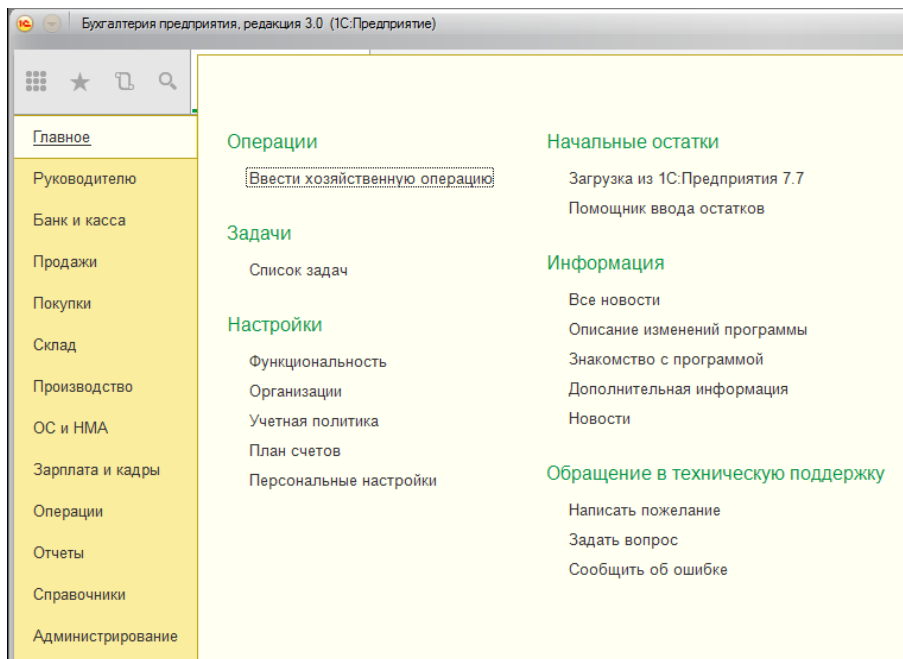 1С Бухгалтерия предприятия, редакция 3.0 (1С:Предприятие)
Главное
Руководителю
Банк и касса
Продажи
Покупки
Склад
Производство
ОС и НМА
Зарплата и кадры
Операции
Отчеты
Справочники
Администрирование
Операции
Ввести хозяйственную операцию
Задачи
Список задач
Настройки
Функциональность
Организации
Учетная политика
План счетов
Персональные настройки
Начальные остатки
Загрузка из 1С:Предприятия 7.7
Помощник ввода остатков
Информация
Все новости
Описание изменений программы
Знакомство с программой
Дополнительная информация
Новости
Обращение в техническую поддержку
Написать пожелание
Задать вопрос
Сообщить об ошибке